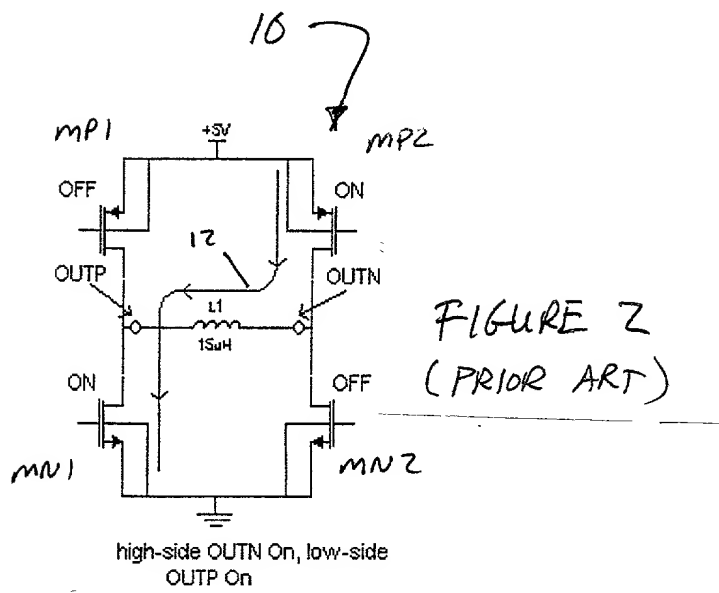 10
MP1
+5V
MP2
OFF
ON
12
OUTP
OUTN
L1
15uH
FIGURE 2
(PRIOR ART)
ON
OFF
MN1
MN2
high-side OUTN On, low-side
OUTP On